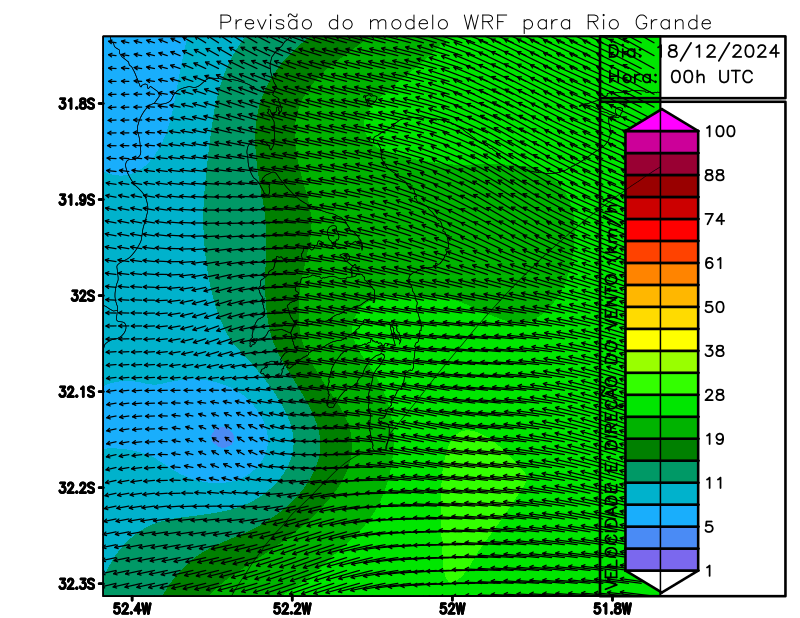 Previsão do modelo WRF para Rio Grande
Dia: 18/12/2024
Hora: 00h UTC
31.8S
31.9S
32S
32.1S
32.2S
32.3S
52.4W
52.2W
52W
51.8W
VELOCIDADE E DIREÇÃO DO VENTO (km/h)
100
88
74
61
50
38
28
19
11
5
1